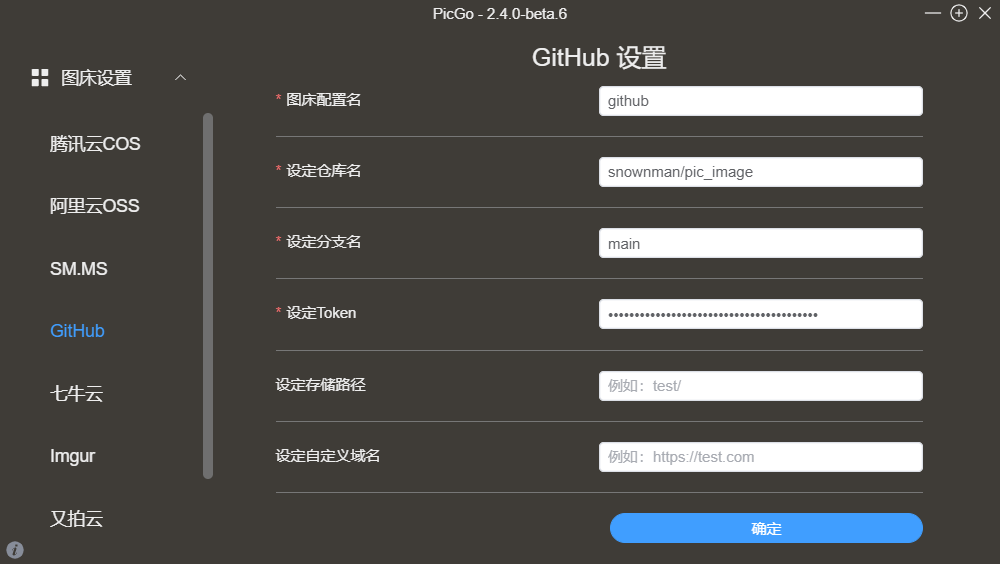 PicGo - 2.4.0-beta.6
图床设置
腾讯云COS
阿里云OSS
SM.MS
GitHub
七牛云
Imgur
又拍云
GitHub 设置
* 图床配置名
github
* 设定仓库名
snownman/pic_image
* 设定分支名
main
* 设定Token
••••••••••••••••••••••••••••••••••••••••
设定存储路径
例如：test/
设定自定义域名
例如：https://test.com
确定